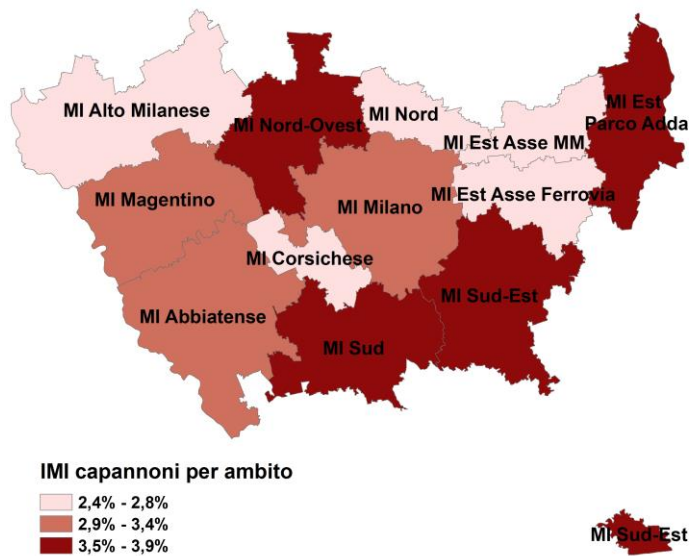 MI Alto Milanese
MI Nord-Ovest
MI Nord
MI Est
Parco Adda
MI Est Asse MM
MI Magentino
MI Milano
MI Est Asse Ferrovia
MI Corsichese
MI Abbiatense
MI Sud
MI Sud-Est
IMI capannoni per ambito
2,4% - 2,8%
2,9% - 3,4%
3,5% - 3,9%
MI Sud-Est